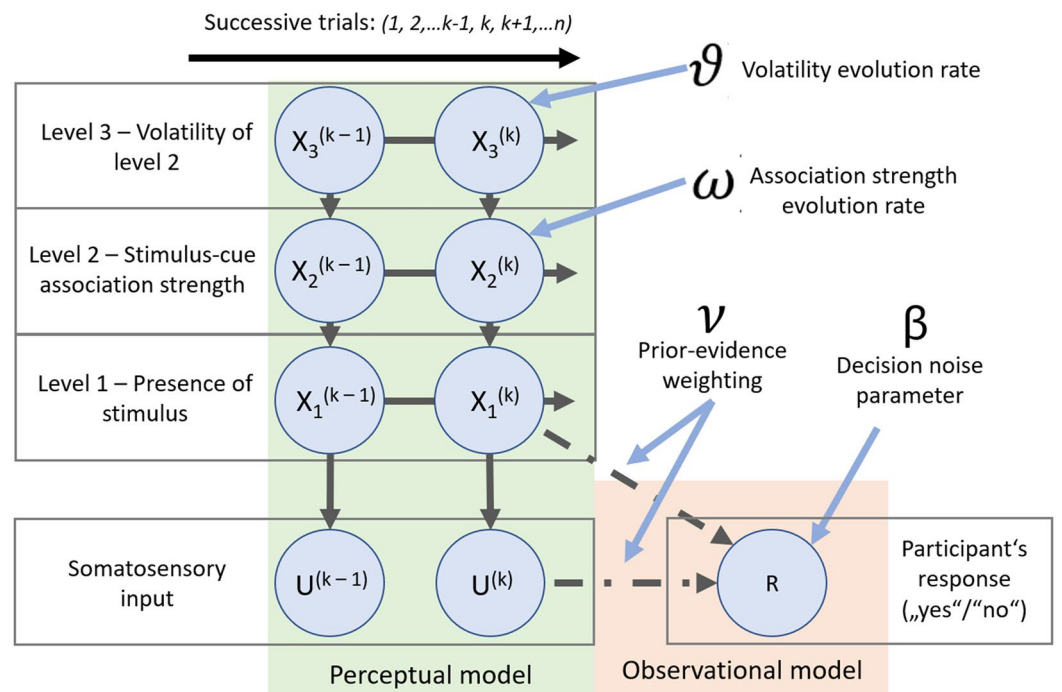 Successive trials: (1, 2,...k-1, k, k+1,...n)
ϑ Volatility evolution rate
Level 3 – Volatility of
level 2
X₃⁽ᵏ ⁻ ¹⁾
X₃⁽ᵏ⁾
ω Association strength
evolution rate
Level 2 – Stimulus-cue
association strength
X₂⁽ᵏ ⁻ ¹⁾
X₂⁽ᵏ⁾
ν
Prior-evidence
weighting
β
Decision noise
parameter
Level 1 – Presence of
stimulus
X₁⁽ᵏ ⁻ ¹⁾
X₁⁽ᵏ⁾
Somatosensory
input
U⁽ᵏ ⁻ ¹⁾
U⁽ᵏ⁾
R
Participant‘s
response
(„yes“/“no“)
Perceptual model
Observational model